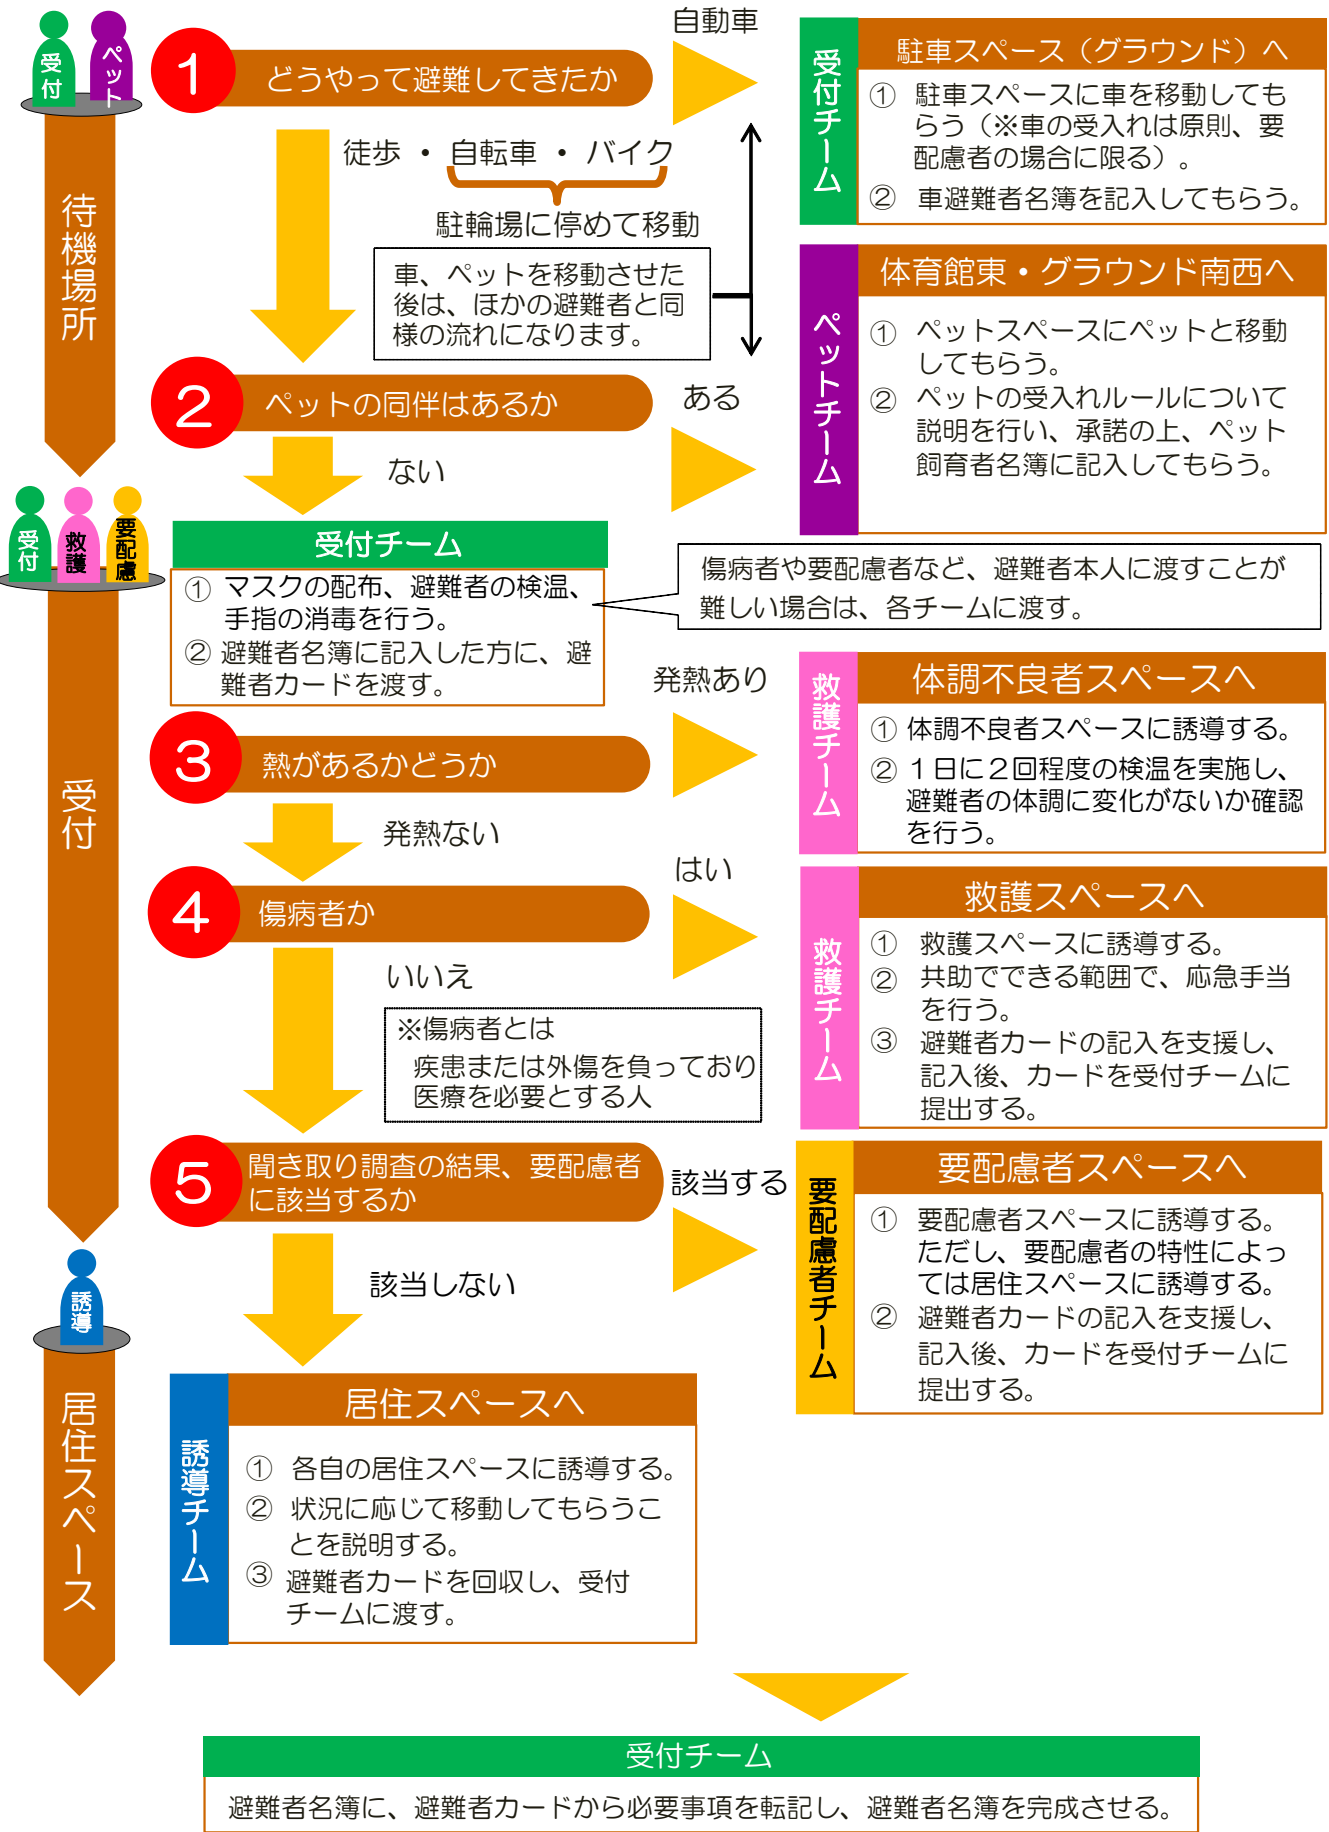 受付
ペット
待機場所
1
どうやって避難してきたか
自動車
徒歩 ・ 自転車 ・ バイク
駐輪場に停めて移動
車、ペットを移動させた
後は、ほかの避難者と同
様の流れになります。
受付チーム
駐車スペース（グラウンド）へ
① 駐車スペースに車を移動しても
らう（※車の受入れは原則、要
配慮者の場合に限る）。
② 車避難者名簿を記入してもらう。
2
ペットの同伴はあるか
ある
ない
ペットチーム
体育館東・グラウンド南西へ
① ペットスペースにペットと移動
してもらう。
② ペットの受入れルールについて
説明を行い、承諾の上、ペット
飼育者名簿に記入してもらう。
受付
救護
要配慮
受付
受付チーム
① マスクの配布、避難者の検温、
手指の消毒を行う。
② 避難者名簿に記入した方に、避
難者カードを渡す。
傷病者や要配慮者など、避難者本人に渡すことが
難しい場合は、各チームに渡す。
3
熱があるかどうか
発熱あり
発熱ない
救護チーム
体調不良者スペースへ
① 体調不良者スペースに誘導する。
② １日に２回程度の検温を実施し、
避難者の体調に変化がないか確認
を行う。
4
傷病者か
はい
いいえ
※傷病者とは
疾患または外傷を負っており
医療を必要とする人
救護チーム
救護スペースへ
① 救護スペースに誘導する。
② 共助でできる範囲で、応急手当
を行う。
③ 避難者カードの記入を支援し、
記入後、カードを受付チームに
提出する。
5
聞き取り調査の結果、要配慮者
に該当するか
該当する
該当しない
要配慮者チーム
要配慮者スペースへ
① 要配慮者スペースに誘導する。
ただし、要配慮者の特性によっ
ては居住スペースに誘導する。
② 避難者カードの記入を支援し、
記入後、カードを受付チームに
提出する。
誘導
居住スペース
誘導チーム
居住スペースへ
① 各自の居住スペースに誘導する。
② 状況に応じて移動してもらうこ
とを説明する。
③ 避難者カードを回収し、受付
チームに渡す。
受付チーム
避難者名簿に、避難者カードから必要事項を転記し、避難者名簿を完成させる。